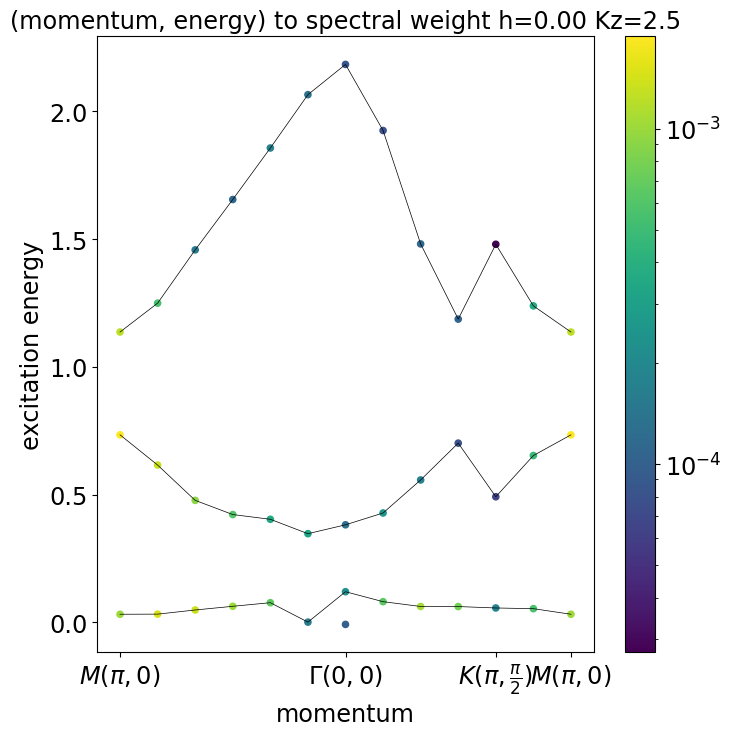 (momentum, energy) to spectral weight h=0.00 Kz=2.5
excitation energy
2.0
1.5
1.0
0.5
0.0
M(π, 0)
Γ(0, 0)
K(π, π/2)
M(π, 0)
momentum
10⁻³
10⁻⁴